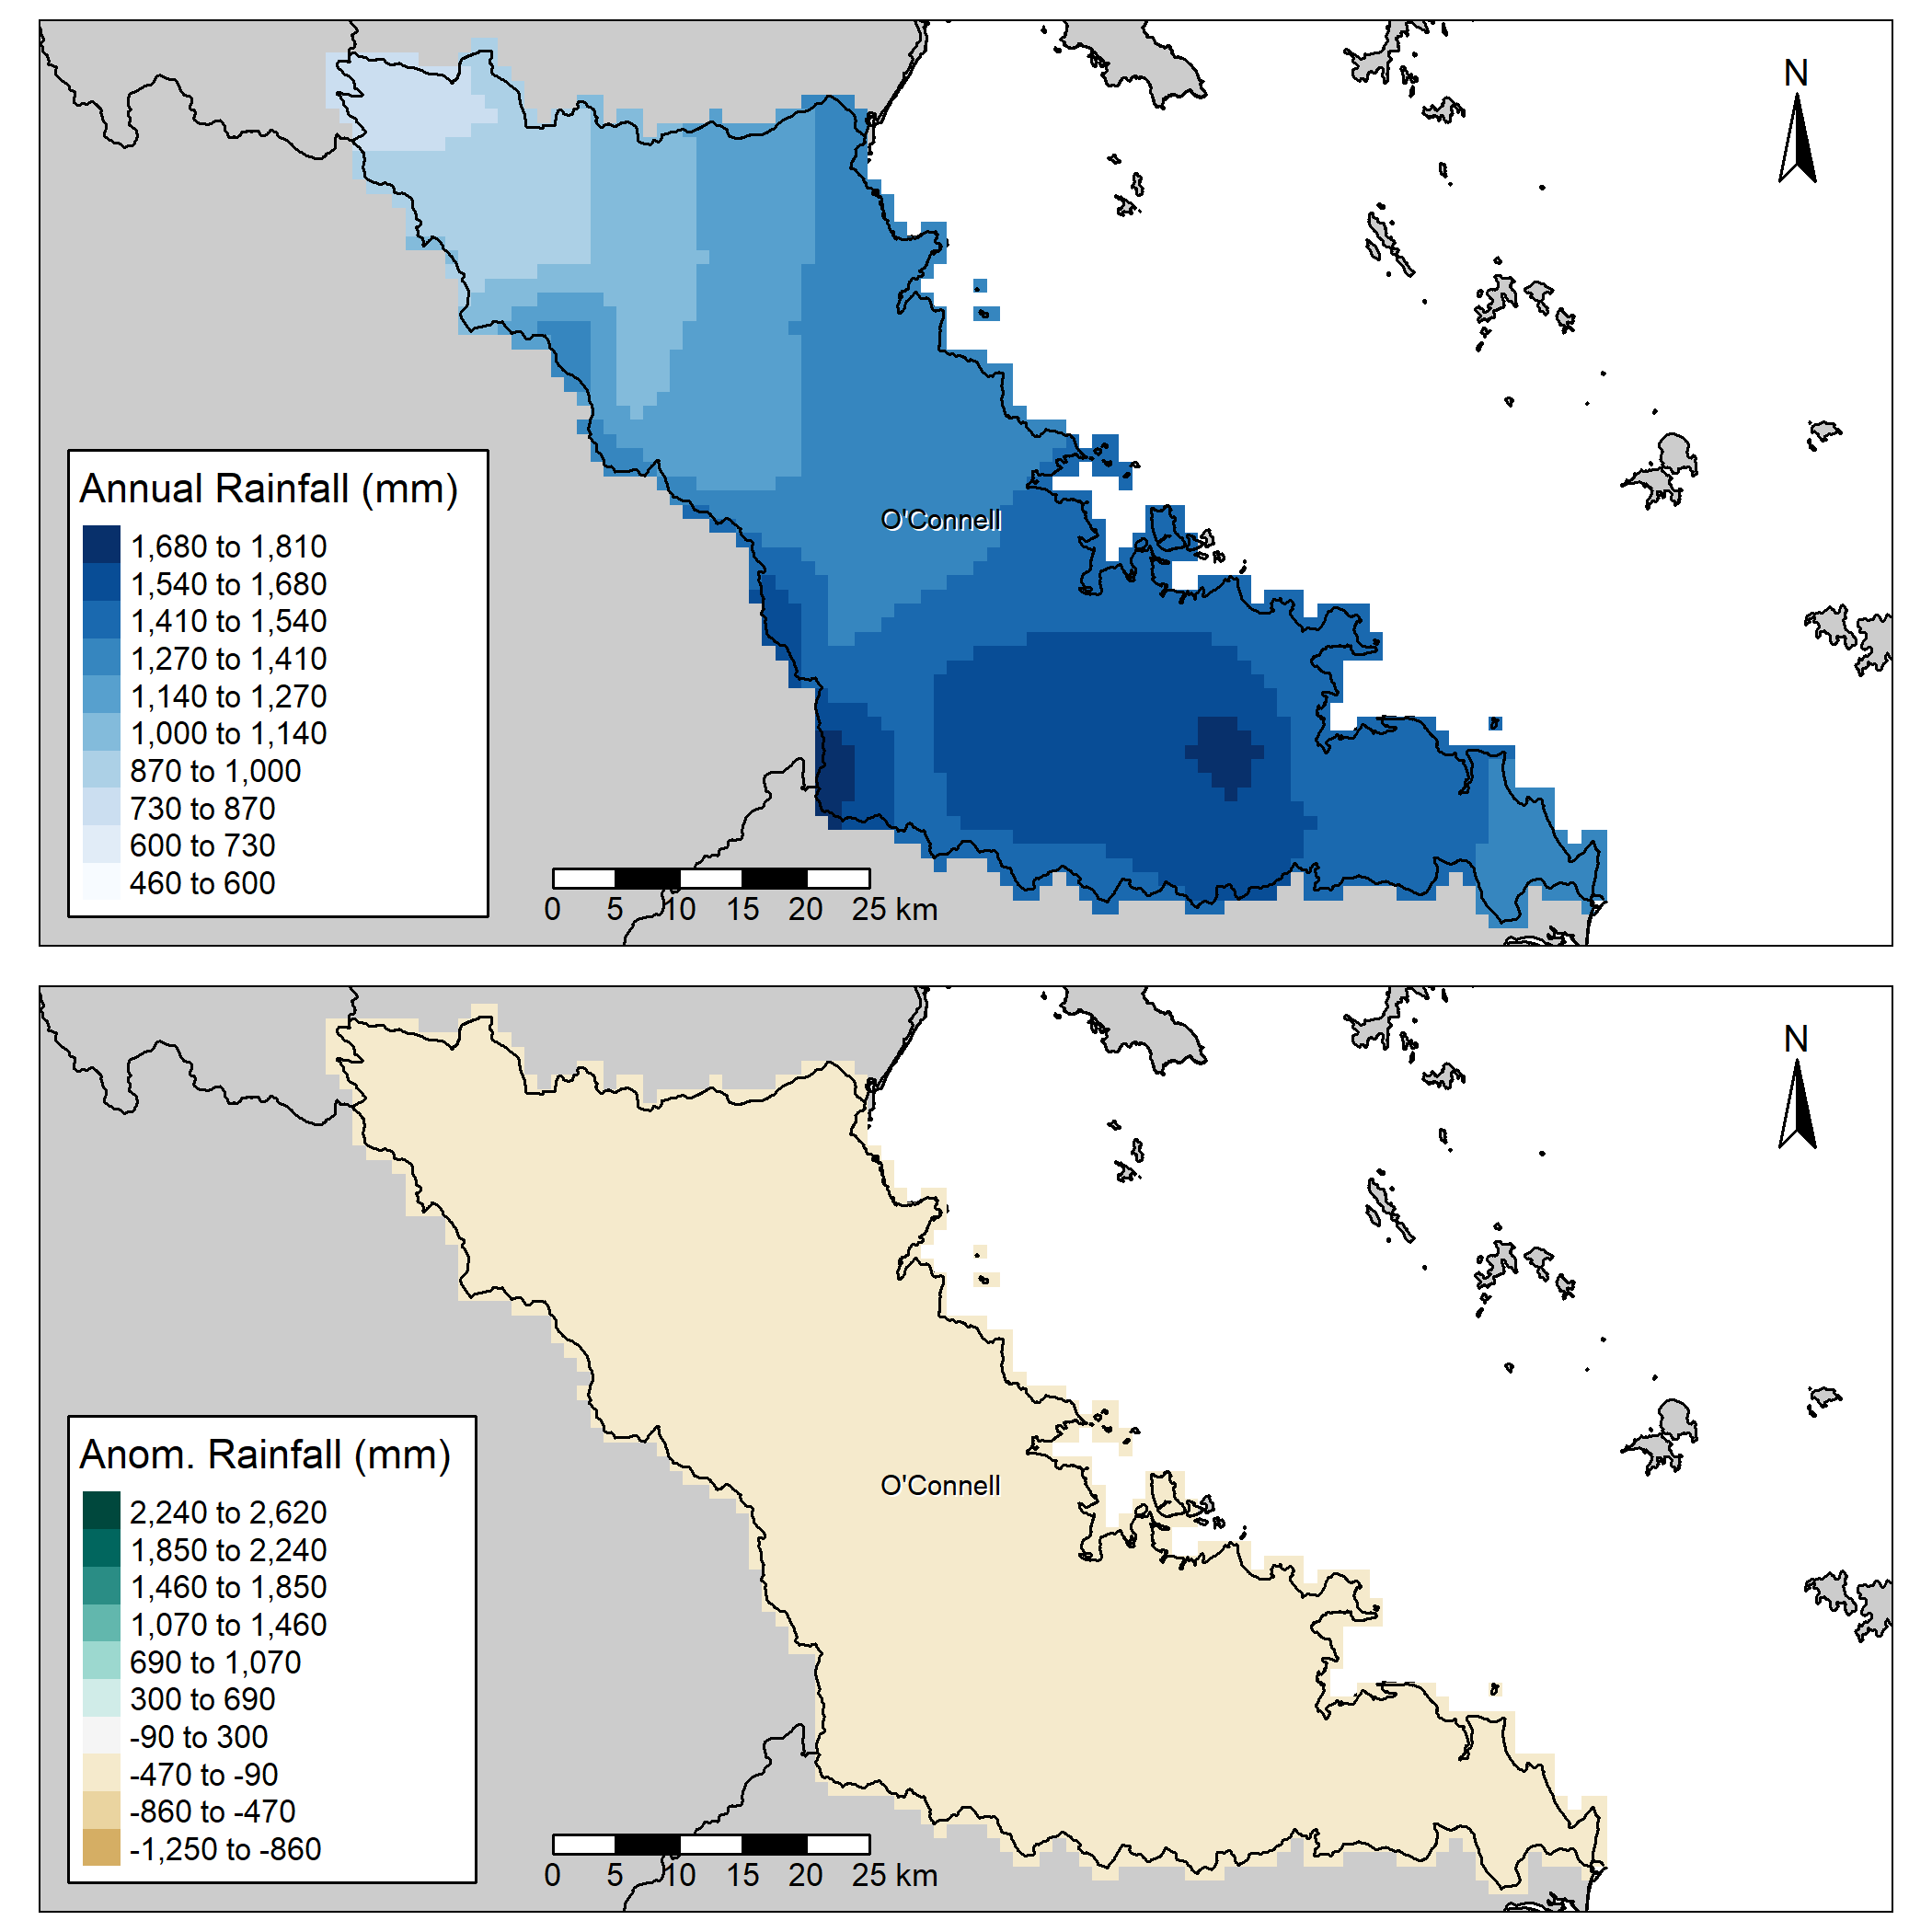 N
O'Connell
Annual Rainfall (mm)
1,680 to 1,810
1,540 to 1,680
1,410 to 1,540
1,270 to 1,410
1,140 to 1,270
1,000 to 1,140
870 to 1,000
730 to 870
600 to 730
460 to 600
0 5 10 15 20 25 km
N
O'Connell
Anom. Rainfall (mm)
2,240 to 2,620
1,850 to 2,240
1,460 to 1,850
1,070 to 1,460
690 to 1,070
300 to 690
-90 to 300
-470 to -90
-860 to -470
-1,250 to -860
0 5 10 15 20 25 km